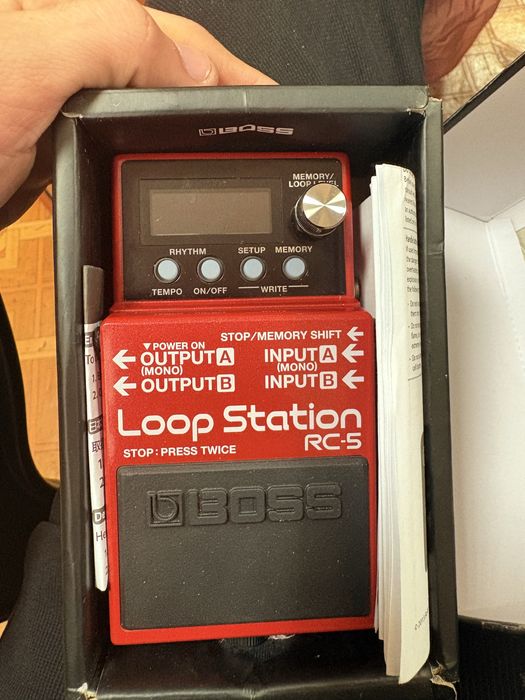 BOSS
MEMORY/
LOOP LEVEL
RHYTHM SETUP MEMORY
TEMPO ON/OFF WRITE
STOP/MEMORY SHIFT
▼ POWER ON
OUTPUT A INPUT A
(MONO) (MONO)
OUTPUT B INPUT B
Loop Station
RC-5
STOP : PRESS TWICE
BOSS